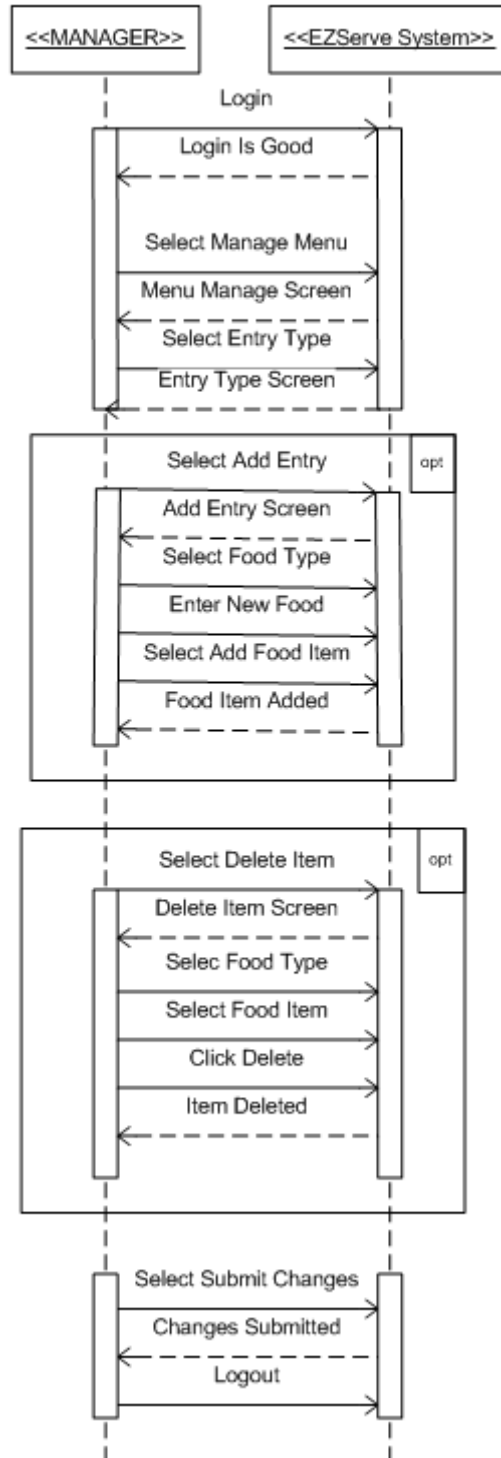 <<MANAGER>>
<<EZServe System>>
Login
Login Is Good
Select Manage Menu
Menu Manage Screen
Select Entry Type
Entry Type Screen
opt
Select Add Entry
Add Entry Screen
Select Food Type
Enter New Food
Select Add Food Item
Food Item Added
opt
Select Delete Item
Delete Item Screen
Selec Food Type
Select Food Item
Click Delete
Item Deleted
Select Submit Changes
Changes Submitted
Logout